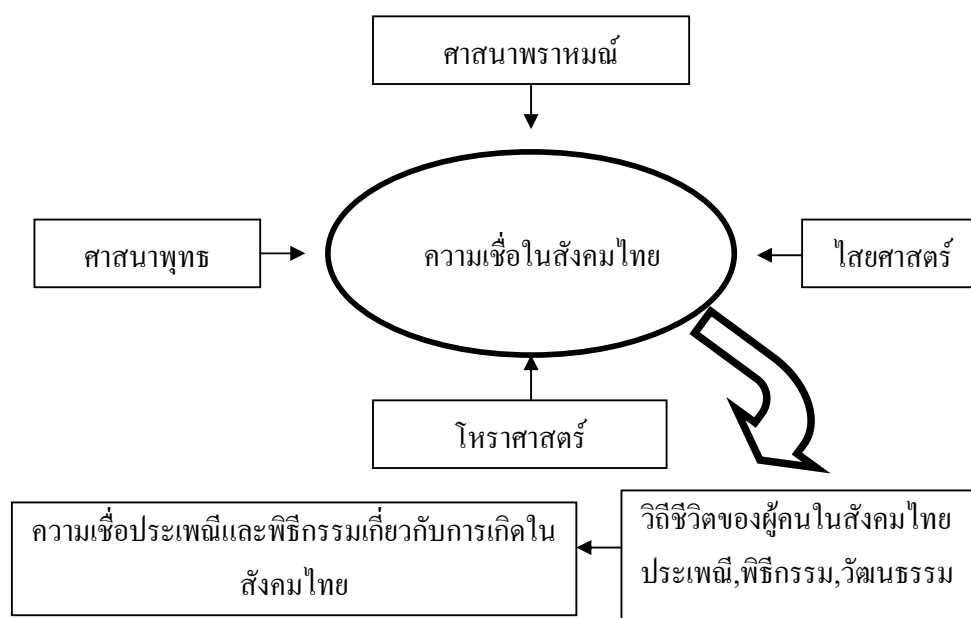 ศาสนาพราหมณ์
ศาสนาพุทธ
ความเชื่อในสังคมไทย
ไสยศาสตร์
โหราศาสตร์
ความเชื่อประเพณีและพิธีกรรมเกี่ยวกับการเกิดใน
สังคมไทย
วิถีชีวิตของผู้คนในสังคมไทย
ประเพณี,พิธีกรรม,วัฒนธรรม